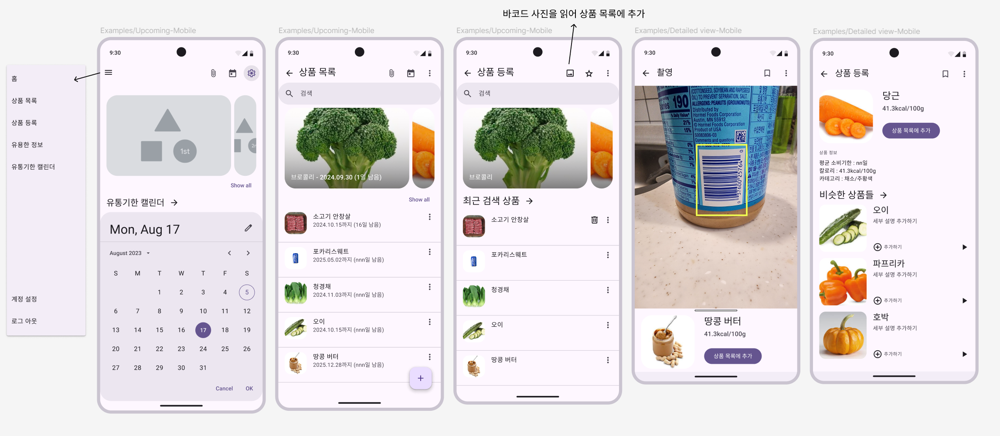 바코드 사진을 읽어 상품 목록에 추가
홈
상품 목록
상품 등록
유용한 정보
유통기한 캘린더
계정 설정
로그 아웃
Examples/Upcoming-Mobile
9:30
1st
Show all
유통기한 캘린더
Mon, Aug 17
August 2023
S M T W T F S
1 2 3 4 5
6 7 8 9 10 11 12
13 14 15 16 17 18 19
20 21 22 23 24 25 26
27 28 29 30 31
Cancel OK
Examples/Upcoming-Mobile
9:30
상품 목록
검색
브로콜리 - 2024.09.30 (1일 남음)
Show all
소고기 안창살
2024.10.15까지 (16일 남음)
포카리스웨트
2025.05.02까지 (nnn일 남음)
청경채
2024.11.03까지 (nnn일 남음)
오이
2024.10.15까지 (nnn일 남음)
땅콩 버터
2025.12.28까지 (nnn일 남음)
Examples/Upcoming-Mobile
9:30
상품 등록
검색
브로콜리
최근 검색 상품
소고기 안창살
포카리스웨트
청경채
오이
땅콩 버터
Examples/Detailed view-Mobile
9:30
촬영
(COTTONSEED, SOYBEAN AND RAPESEED
OIL) TO PREVENT SEPARATION, SALT.
ALLERGENS: PEANUTS (GROUNDNUTS)
Distributed by
Hormel Foods Corporation
Austin, MN 55912
© Hormel Foods Corporation
Product of USA
S0083806-03
Comments and questions
190
% Daily Value*
21%
15%
0%
7%
2%
7%
4%
0 37600 25764 0
땅콩 버터
41.3kcal/100g
상품 목록에 추가
Examples/Detailed view-Mobile
9:30
상품 등록
당근
41.3kcal/100g
상품 목록에 추가
상품 정보
평균 소비기한 : nn일
칼로리 : 41.3kcal/100g
카테고리 : 채소/주황색
비슷한 상품들
오이
세부 설명 추가하기
추가하기
파프리카
세부 설명 추가하기
추가하기
호박
세부 설명 추가하기
추가하기